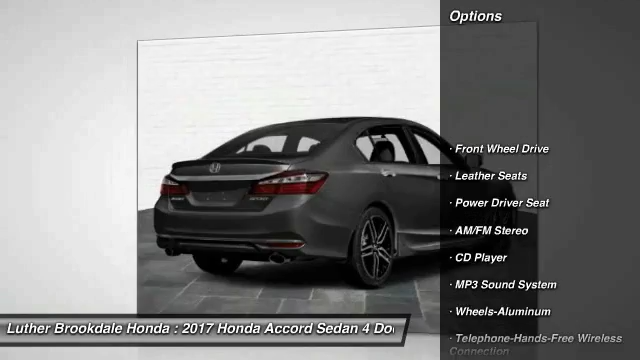 Options
· Front Wheel Drive
· Leather Seats
· Power Driver Seat
· AM/FM Stereo
· CD Player
· MP3 Sound System
· Wheels-Aluminum
· Telephone-Hands-Free Wireless
Connection
Luther Brookdale Honda : 2017 Honda Accord Sedan 4 Doo